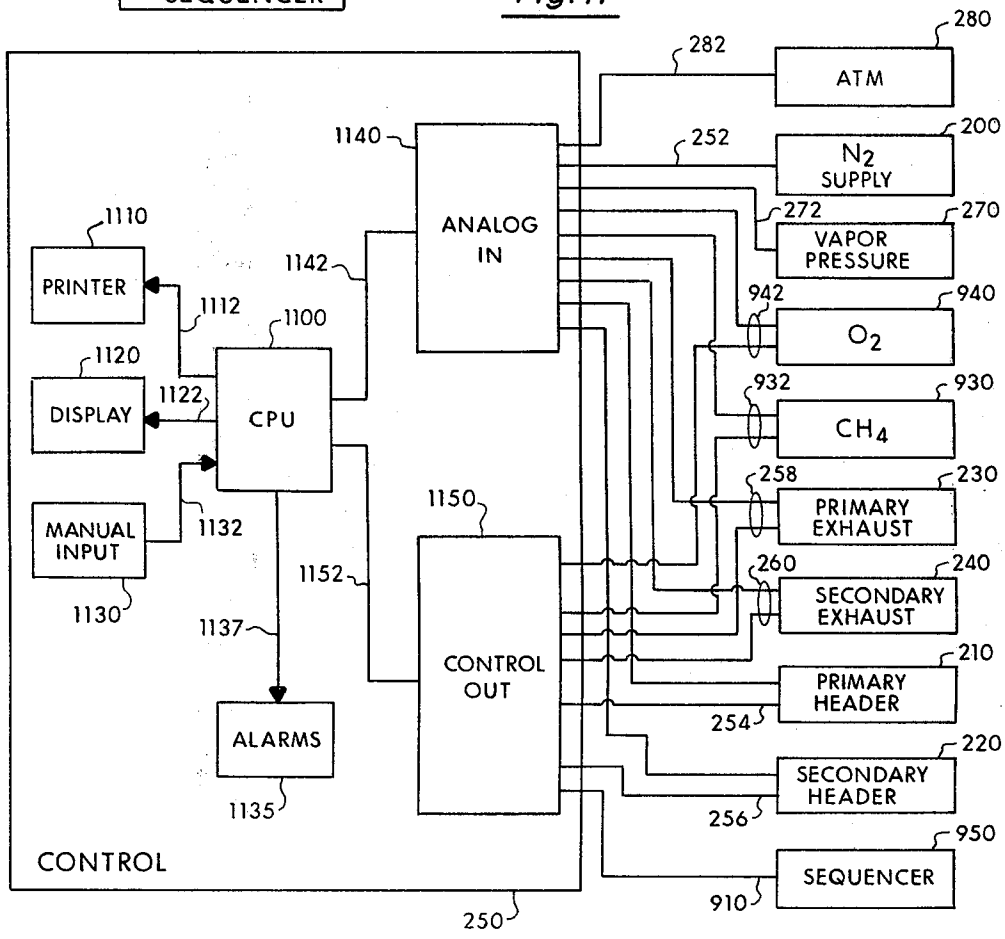 SEQUENCER
Fig. 11
282
280
ATM
1140
252
200
N2
SUPPLY
ANALOG
IN
272
270
VAPOR
PRESSURE
1110
PRINTER
1142
1112
1100
942
940
O2
1120
DISPLAY
1122
CPU
932
930
CH4
1132
1150
258
230
PRIMARY
EXHAUST
MANUAL
INPUT
1130
1152
260
240
SECONDARY
EXHAUST
1137
CONTROL
OUT
210
PRIMARY
HEADER
254
ALARMS
1135
220
SECONDARY
HEADER
256
950
SEQUENCER
910
CONTROL
250